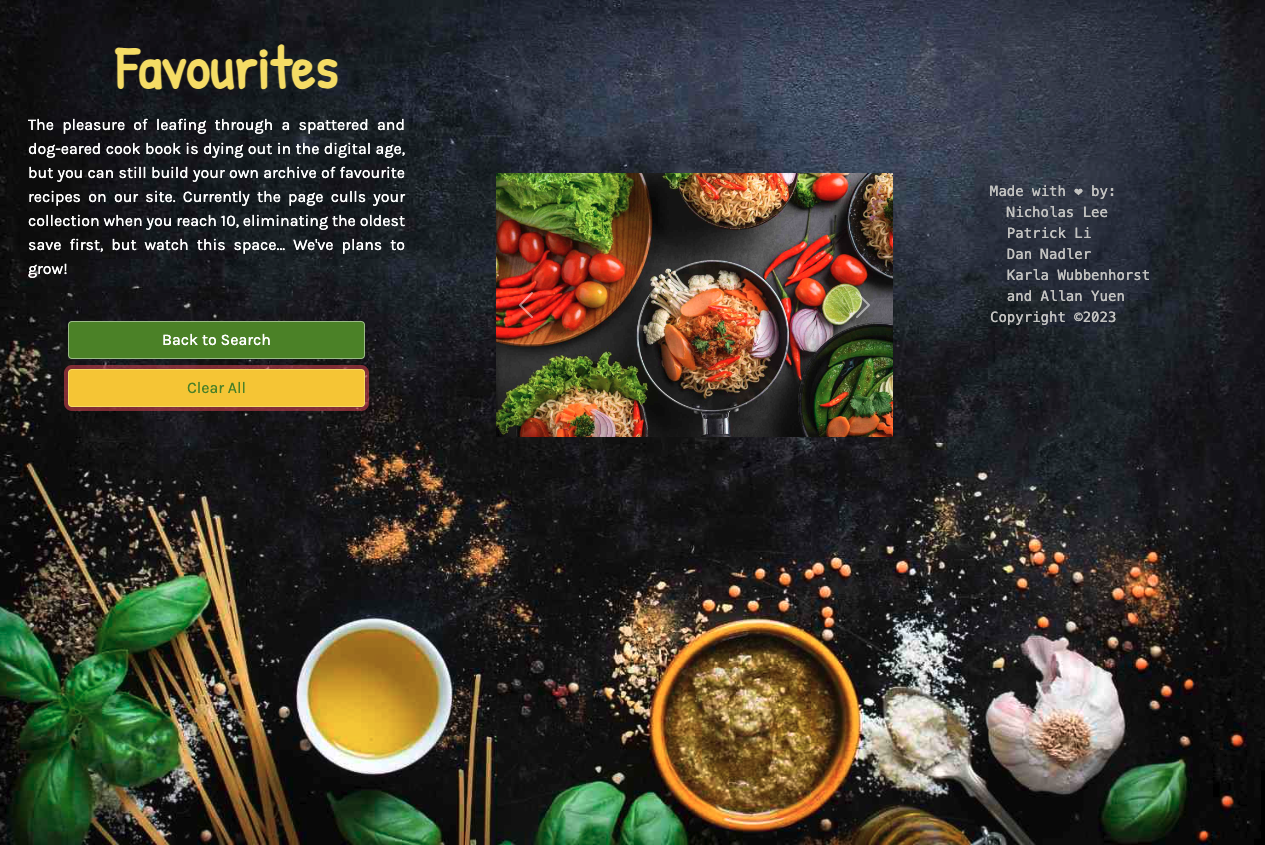 Favourites
The pleasure of leafing through a spattered and
dog-eared cook book is dying out in the digital age,
but you can still build your own archive of favourite
recipes on our site. Currently the page culls your
collection when you reach 10, eliminating the oldest
save first, but watch this space... We've plans to
grow!
Back to Search
Clear All
Made with ❤ by:
Nicholas Lee
Patrick Li
Dan Nadler
Karla Wubbenhorst
and Allan Yuen
Copyright ©2023